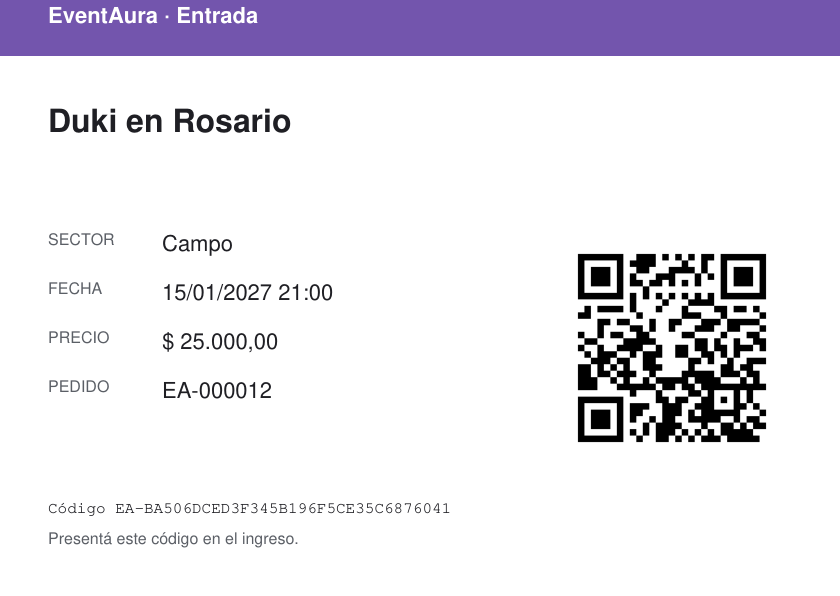 EventAura · Entrada
Duki en Rosario
SECTOR Campo
FECHA 15/01/2027 21:00
PRECIO $ 25.000,00
PEDIDO EA-000012
Código EA-BA506DCED3F345B196F5CE35C6876041
Presentá este código en el ingreso.